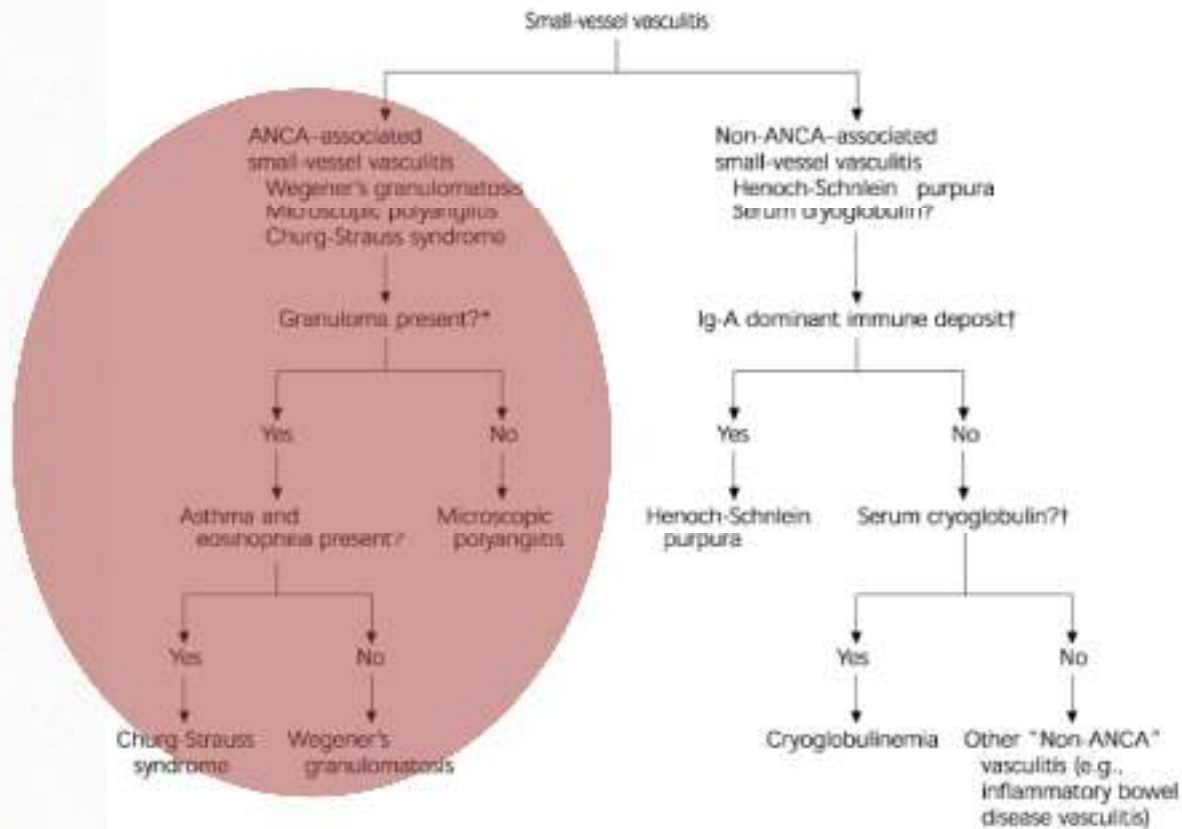 Small-vessel vasculitis
ANCA-associated
small-vessel vasculitis
Wegener's granulomatosis
Microscopic polyangiitis
Churg-Strauss syndrome
Non-ANCA-associated
small-vessel vasculitis
Henoch-Schnlein purpura
Serum cryoglobulin?
Granuloma present?*
Ig-A dominant immune deposit†
Yes
No
Yes
No
Asthma and
eosinophilia present?
Microscopic
polyangiitis
Henoch-Schnlein
purpura
Serum cryoglobulin?†
Yes
No
Yes
No
Churg-Strauss
syndrome
Wegener's
granulomatosis
Cryoglobulinemia
Other "Non-ANCA"
vasculitis (e.g.,
inflammatory bowel
disease vasculitis)